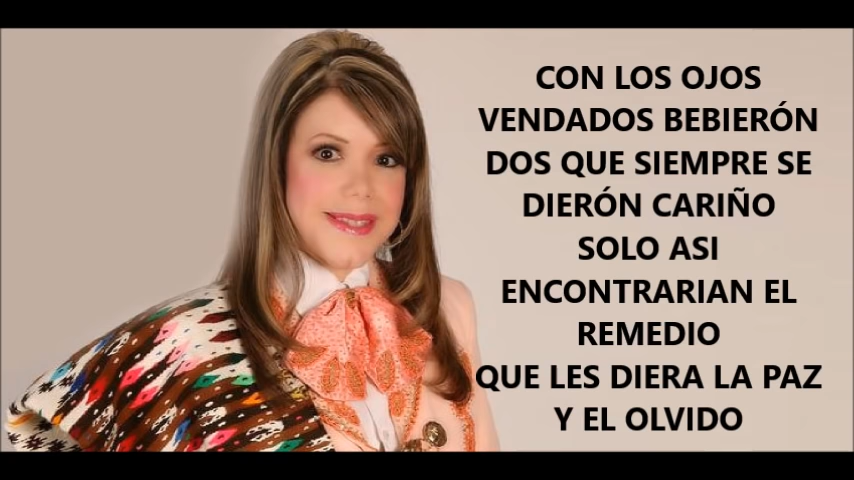 CON LOS OJOS
VENDADOS BEBIERÓN
DOS QUE SIEMPRE SE
DIERÓN CARIÑO
SOLO ASI
ENCONTRARIAN EL
REMEDIO
QUE LES DIERA LA PAZ
Y EL OLVIDO